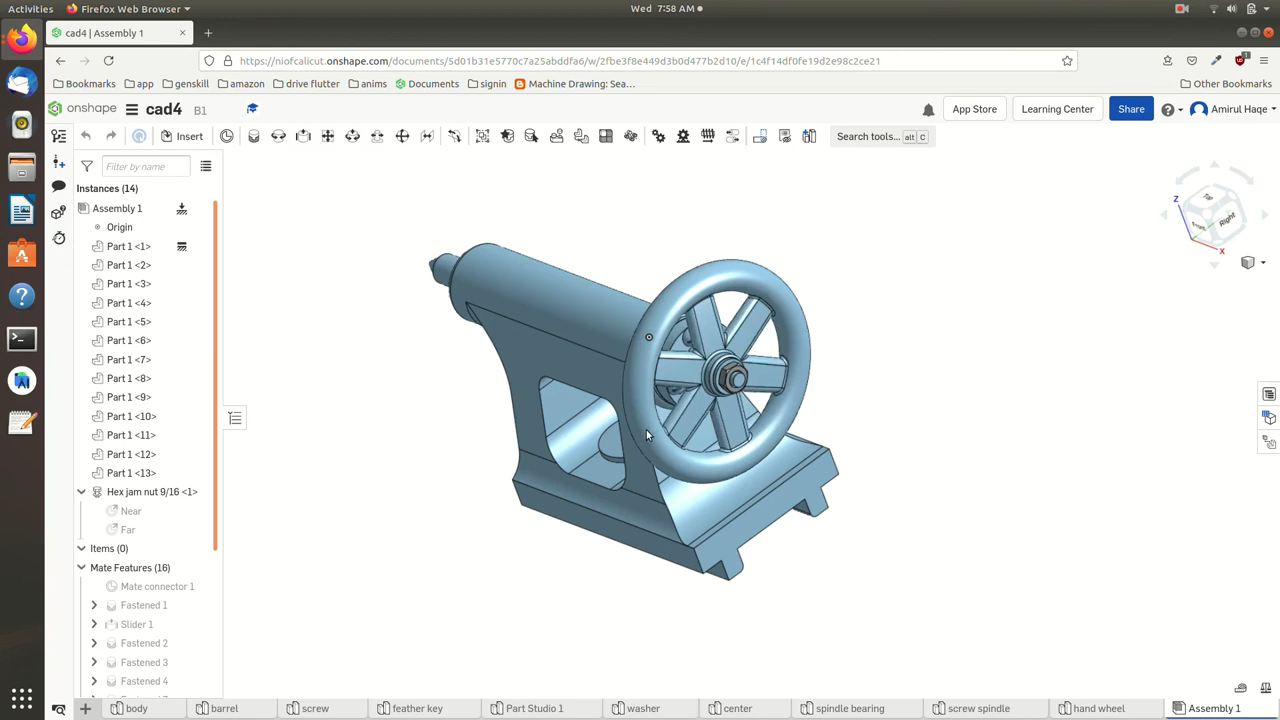 Activities Firefox Web Browser Wed 7:58 AM
cad4 | Assembly 1
https://niofcalicut.onshape.com/documents/5d01b31e5770c7a25abddfa6/w/2fbe3f8e449d3b0d477b2d10/e/1c4f14df0fe19d2e98c2ce21
Bookmarks app genskill amazon drive flutter anims Documents signin Machine Drawing: Sea... Other Bookmarks
onshape cad4 B1 App Store Learning Center Share Amirul Haqe
Insert Search tools... alt C
Filter by name
Instances (14)
Assembly 1
Origin
Part 1 <1>
Part 1 <2>
Part 1 <3>
Part 1 <4>
Part 1 <5>
Part 1 <6>
Part 1 <7>
Part 1 <8>
Part 1 <9>
Part 1 <10>
Part 1 <11>
Part 1 <12>
Part 1 <13>
Hex jam nut 9/16 <1>
Near
Far
Items (0)
Mate Features (16)
Mate connector 1
Fastened 1
Slider 1
Fastened 2
Fastened 3
Fastened 4
Z Top Front Right X
body barrel screw feather key Part Studio 1 washer center spindle bearing screw spindle hand wheel Assembly 1